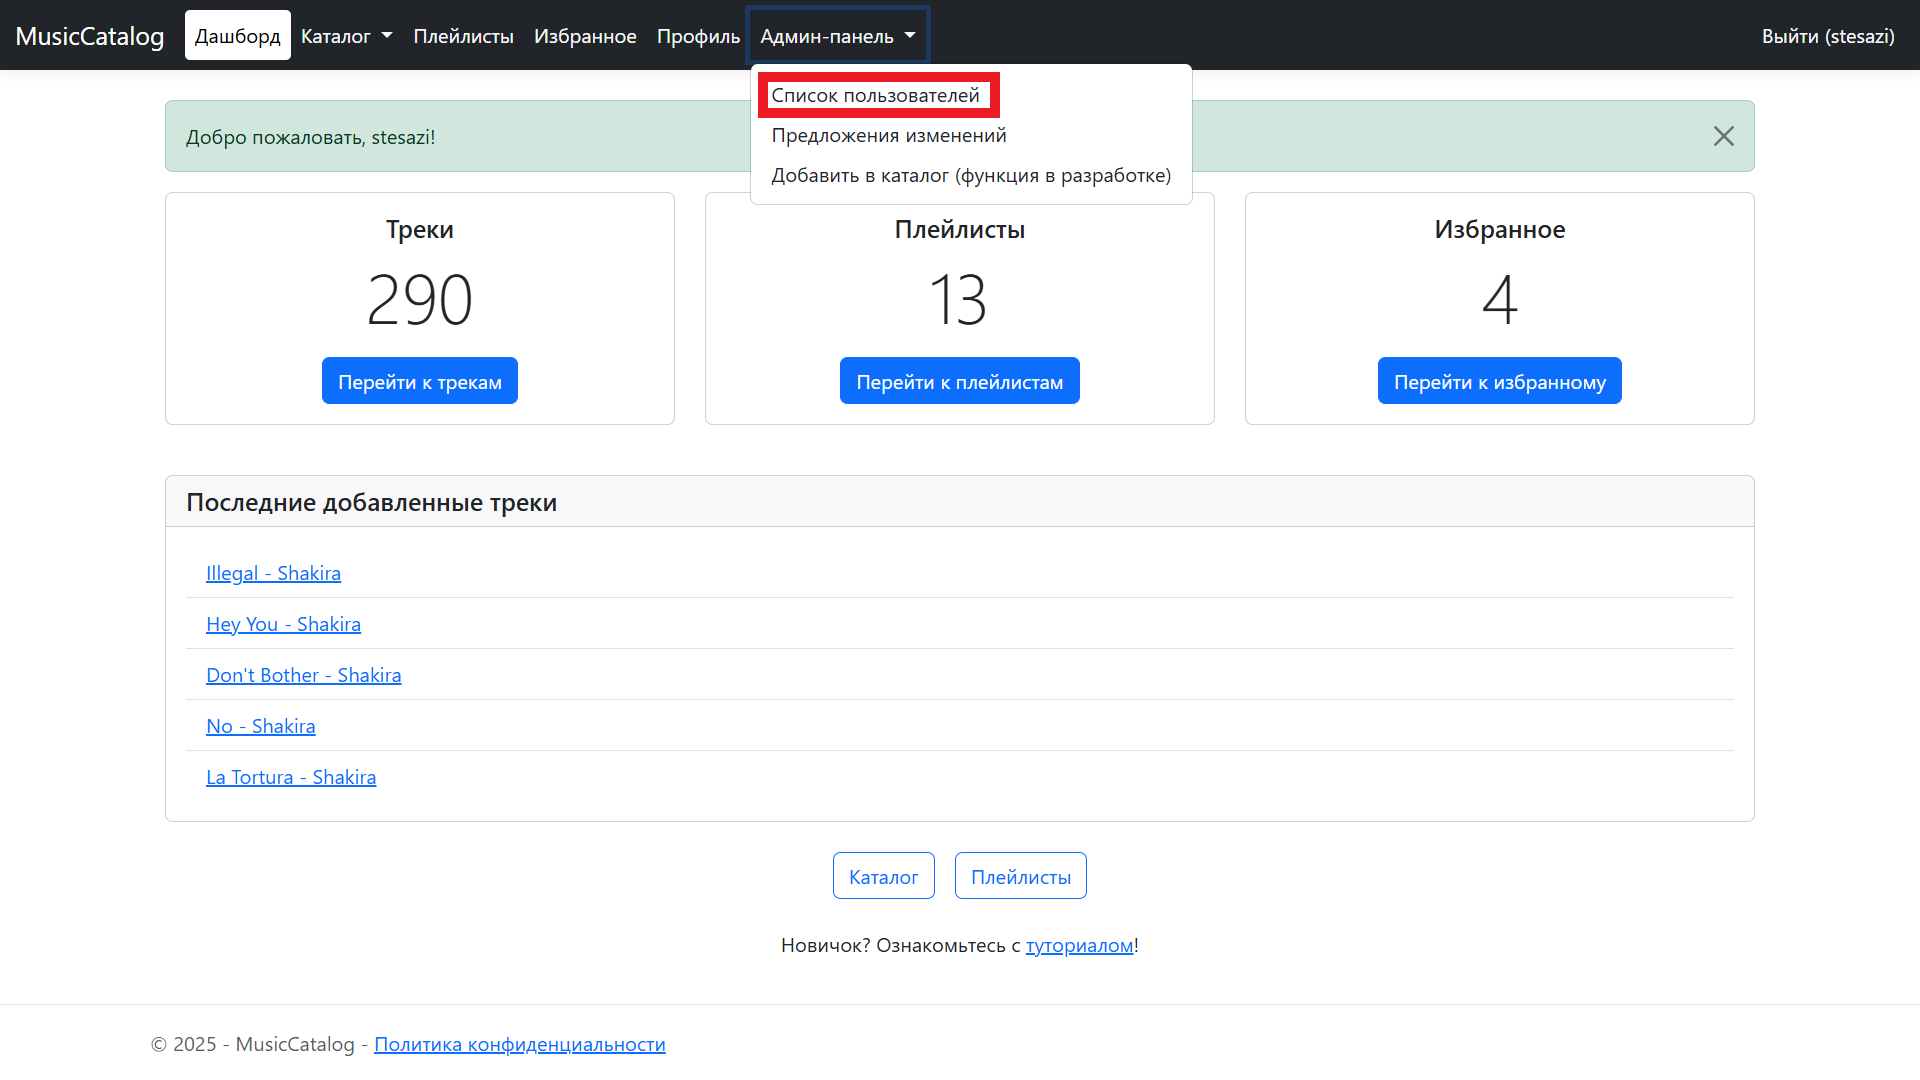 MusicCatalog Дашборд Каталог Плейлисты Избранное Профиль Админ-панель Выйти (stesazi)
Список пользователей
Предложения изменений
Добавить в каталог (функция в разработке)
Добро пожаловать, stesazi!
Треки
290
Перейти к трекам
Плейлисты
13
Перейти к плейлистам
Избранное
4
Перейти к избранному
Последние добавленные треки
Illegal - Shakira
Hey You - Shakira
Don't Bother - Shakira
No - Shakira
La Tortura - Shakira
Каталог Плейлисты
Новичок? Ознакомьтесь с туториалом!
© 2025 - MusicCatalog - Политика конфиденциальности